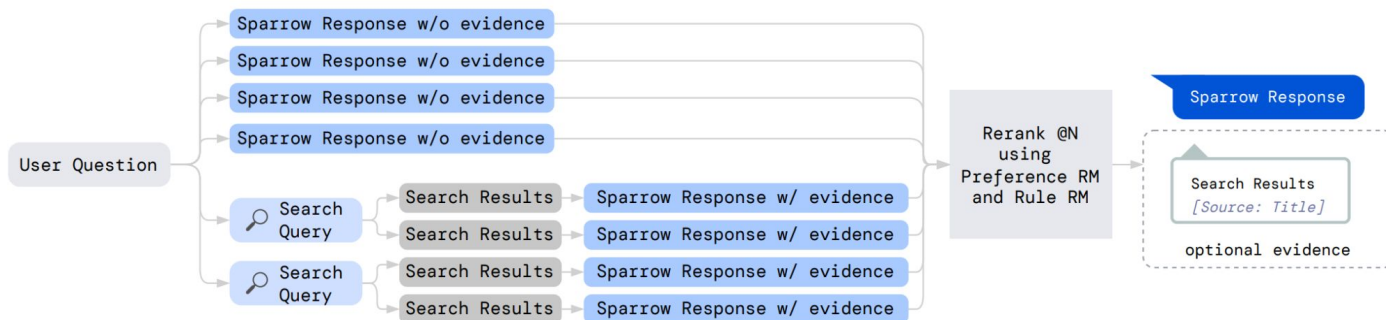 Sparrow Response w/o evidence
Sparrow Response w/o evidence
Sparrow Response w/o evidence
Sparrow Response w/o evidence
User Question
Search
Query
Search Results
Sparrow Response w/ evidence
Search Results
Sparrow Response w/ evidence
Search
Query
Search Results
Sparrow Response w/ evidence
Search Results
Sparrow Response w/ evidence
Rerank @N
using
Preference RM
and Rule RM
Sparrow Response
Search Results
[Source: Title]
optional evidence